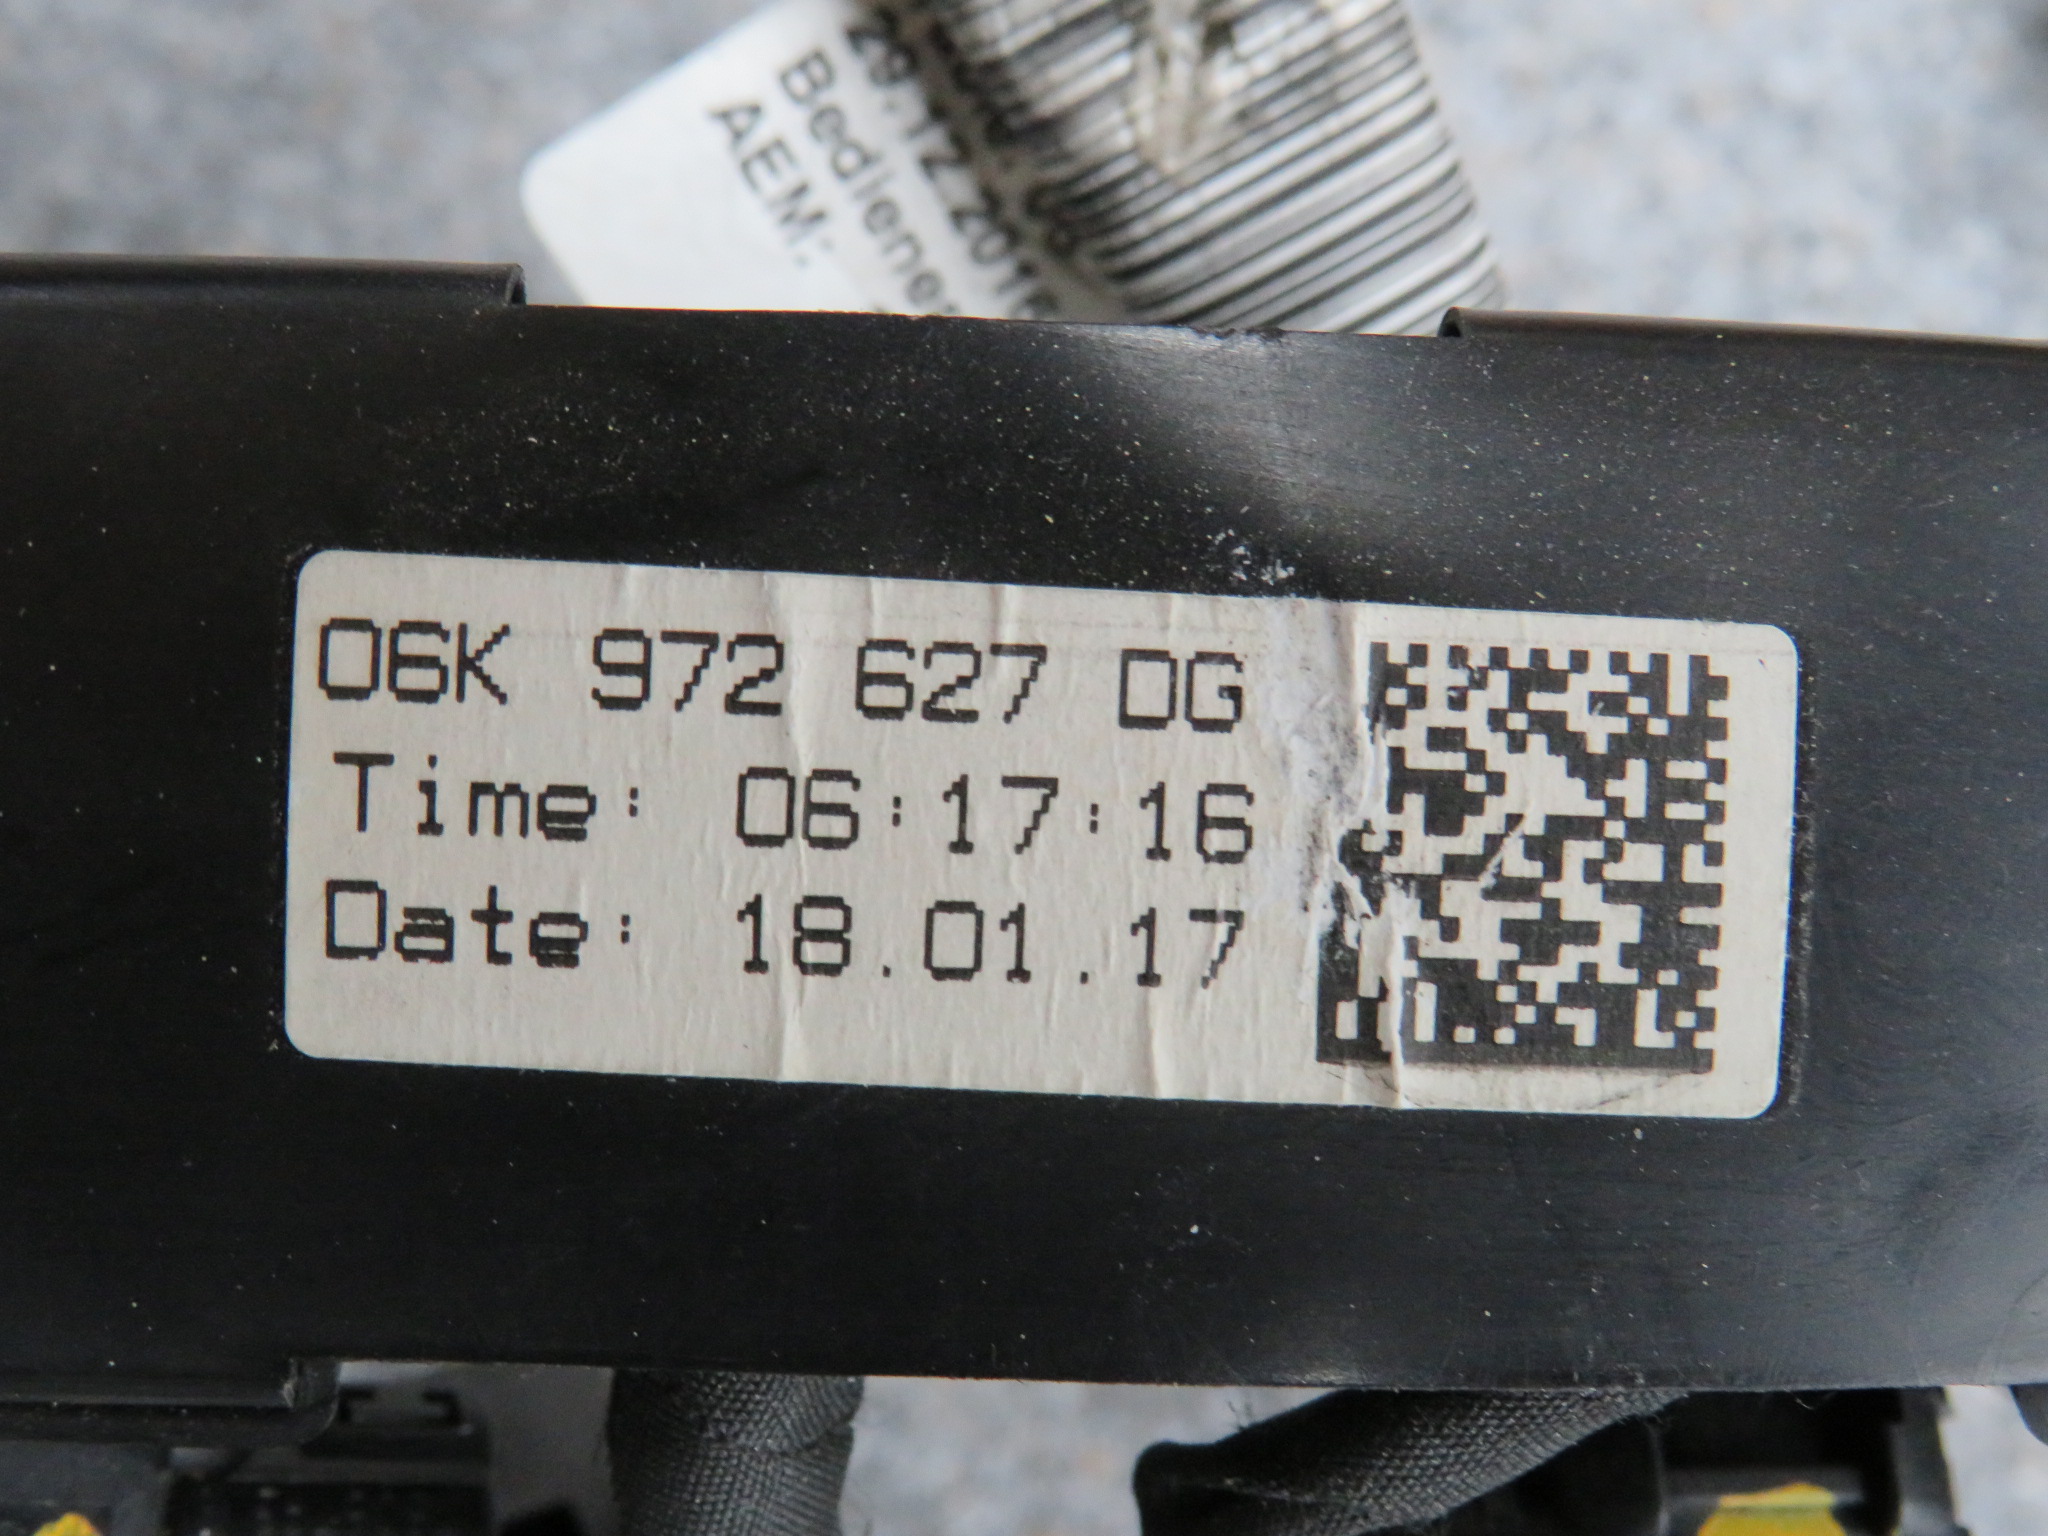 AEM:
06K 972 627 DG
Time: 06:17:16
Date: 18.01.17